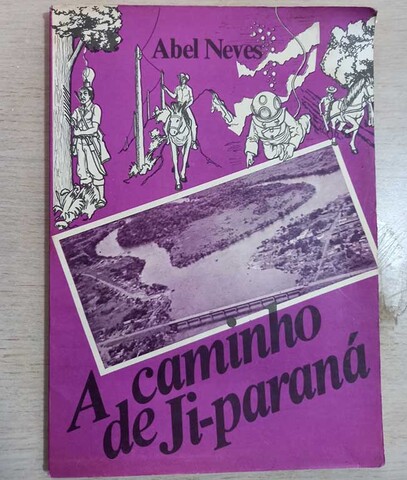 Abel Neves
A caminho
de Ji-paraná